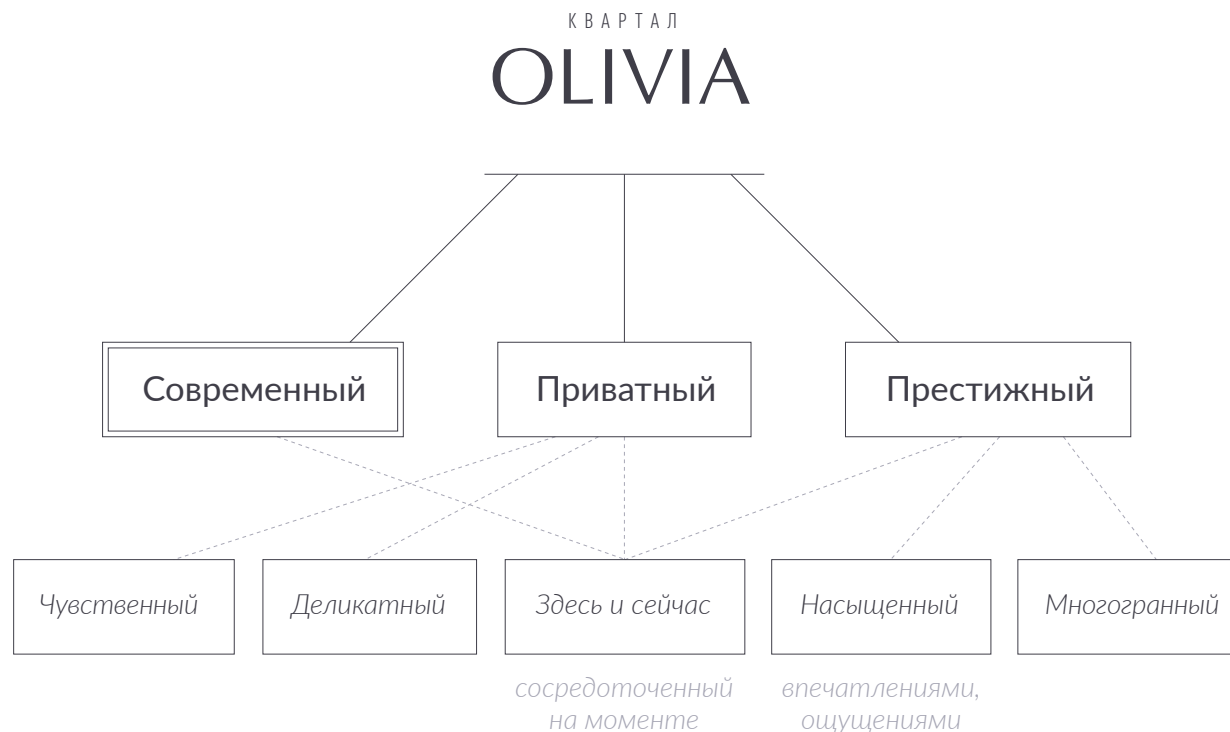 КВАРТАЛ
OLIVIA
Современный
Приватный
Престижный
Чувственный
Деликатный
Здесь и сейчас
Насыщенный
Многогранный
сосредоточенный
на моменте
впечатлениями,
ощущениями